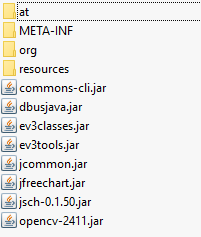 at
META-INF
org
resources
commons-cli.jar
dbusjava.jar
ev3classes.jar
ev3tools.jar
jcommon.jar
jfreechart.jar
jsch-0.1.50.jar
opencv-2411.jar